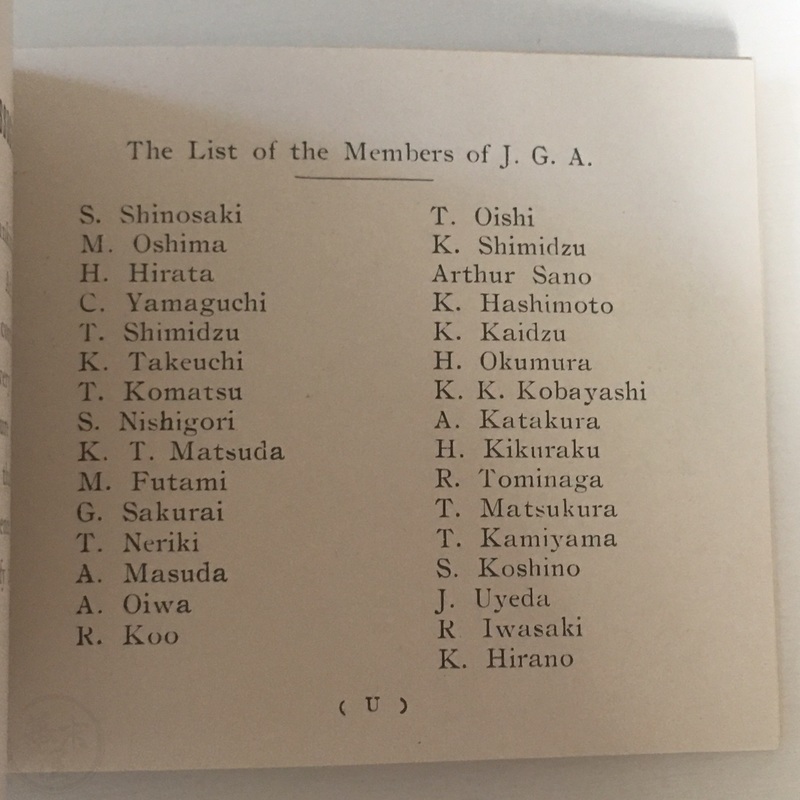 The List of the Members of J. G. A.
S. Shinosaki
M. Oshima
H. Hirata
C. Yamaguchi
T. Shimidzu
K. Takeuchi
T. Komatsu
S. Nishigori
K. T. Matsuda
M. Futami
G. Sakurai
T. Neriki
A. Masuda
A. Oiwa
R. Koo
T. Oishi
K. Shimidzu
Arthur Sano
K. Hashimoto
K. Kaidzu
H. Okumura
K. K. Kobayashi
A. Katakura
H. Kikuraku
R. Tominaga
T. Matsukura
T. Kamiyama
S. Koshino
J. Uyeda
R Iwasaki
K. Hirano
( U )